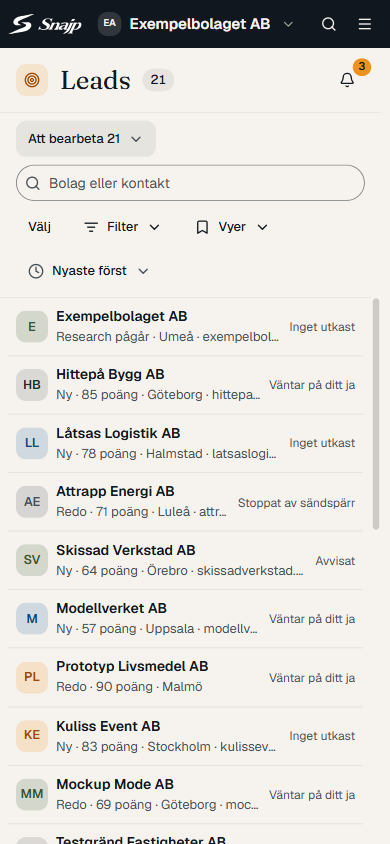 Snajp
EA Exempelbolaget AB
Leads 21
3
Att bearbeta 21
Bolag eller kontakt
Välj Filter Vyer
Nyaste först
E Exempelbolaget AB
Research pågår · Umeå · exempelbol... Inget utkast
HB Hittepå Bygg AB
Ny · 85 poäng · Göteborg · hittepa... Väntar på ditt ja
LL Låtsas Logistik AB
Ny · 78 poäng · Halmstad · latsaslogi... Inget utkast
AE Attrapp Energi AB
Redo · 71 poäng · Luleå · attr... Stoppat av sändspärr
SV Skissad Verkstad AB
Ny · 64 poäng · Örebro · skissadverkstad.... Avvisat
M Modellverket AB
Ny · 57 poäng · Uppsala · modellv... Väntar på ditt ja
PL Prototyp Livsmedel AB
Redo · 90 poäng · Malmö Väntar på ditt ja
KE Kuliss Event AB
Ny · 83 poäng · Stockholm · kulissev... Inget utkast
MM Mockup Mode AB
Redo · 69 poäng · Göteborg · moc... Väntar på ditt ja
Testgränd Fastigheter AB